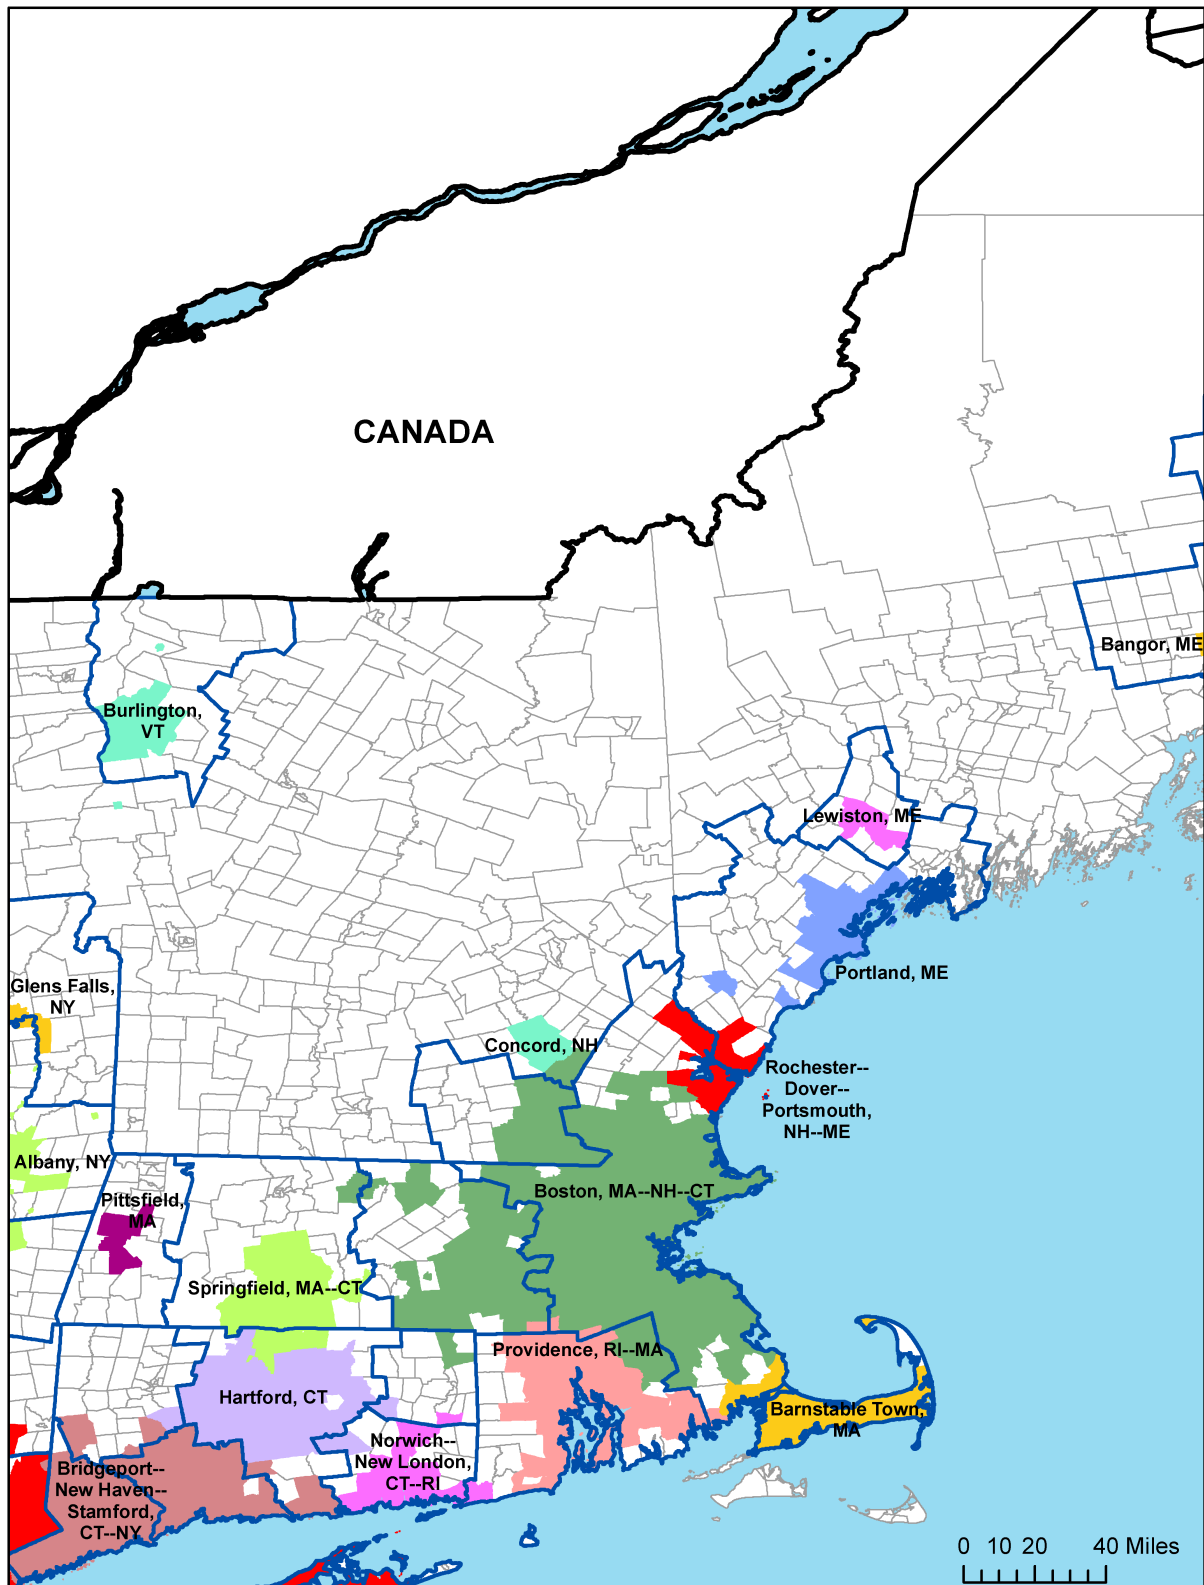 CANADA
Bangor, ME
Burlington,
VT
Lewiston, ME
Portland, ME
Glens Falls,
NY
Concord, NH
Rochester--
Dover--
Portsmouth,
NH--ME
Albany, NY
Pittsfield,
MA
Boston, MA--NH--CT
Springfield, MA--CT
Providence, RI--MA
Hartford, CT
Barnstable Town,
MA
Norwich--
New London,
CT--RI
Bridgeport--
New Haven--
Stamford,
CT--NY
0 10 20 40 Miles